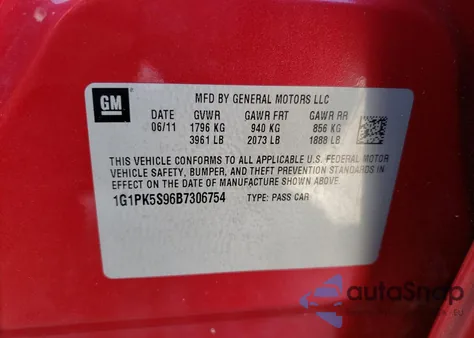 GM
MFD BY GENERAL MOTORS LLC
DATE GVWR GAWR FRT GAWR RR
06/11 1796 KG 940 KG 856 KG
3961 LB 2073 LB 1888 LB
THIS VEHICLE CONFORMS TO ALL APPLICABLE U.S. FEDERAL MOTOR
VEHICLE SAFETY, BUMPER, AND THEFT PREVENTION STANDARDS IN
EFFECT ON THE DATE OF MANUFACTURE SHOWN ABOVE.
1G1PK5S96B7306754 TYPE: PASS CAR
autoSnap